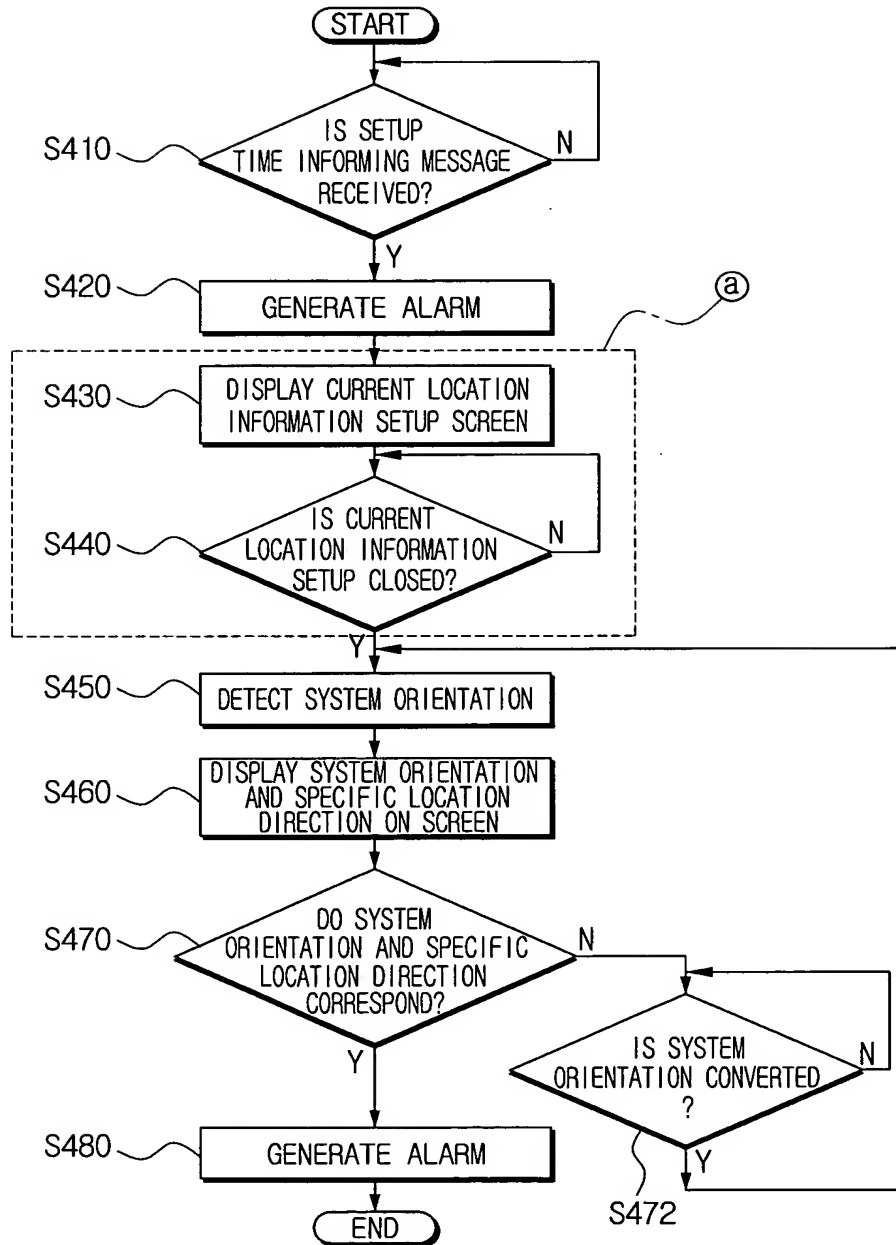 START
S410
IS SETUP
TIME INFORMING MESSAGE
RECEIVED?
N
Y
S420
GENERATE ALARM
a
S430
DISPLAY CURRENT LOCATION
INFORMATION SETUP SCREEN
S440
IS CURRENT
LOCATION INFORMATION
SETUP CLOSED?
N
Y
S450
DETECT SYSTEM ORIENTATION
S460
DISPLAY SYSTEM ORIENTATION
AND SPECIFIC LOCATION
DIRECTION ON SCREEN
S470
DO SYSTEM
ORIENTATION AND SPECIFIC
LOCATION DIRECTION
CORRESPOND?
N
Y
IS SYSTEM
ORIENTATION CONVERTED
?
N
Y
S472
S480
GENERATE ALARM
END